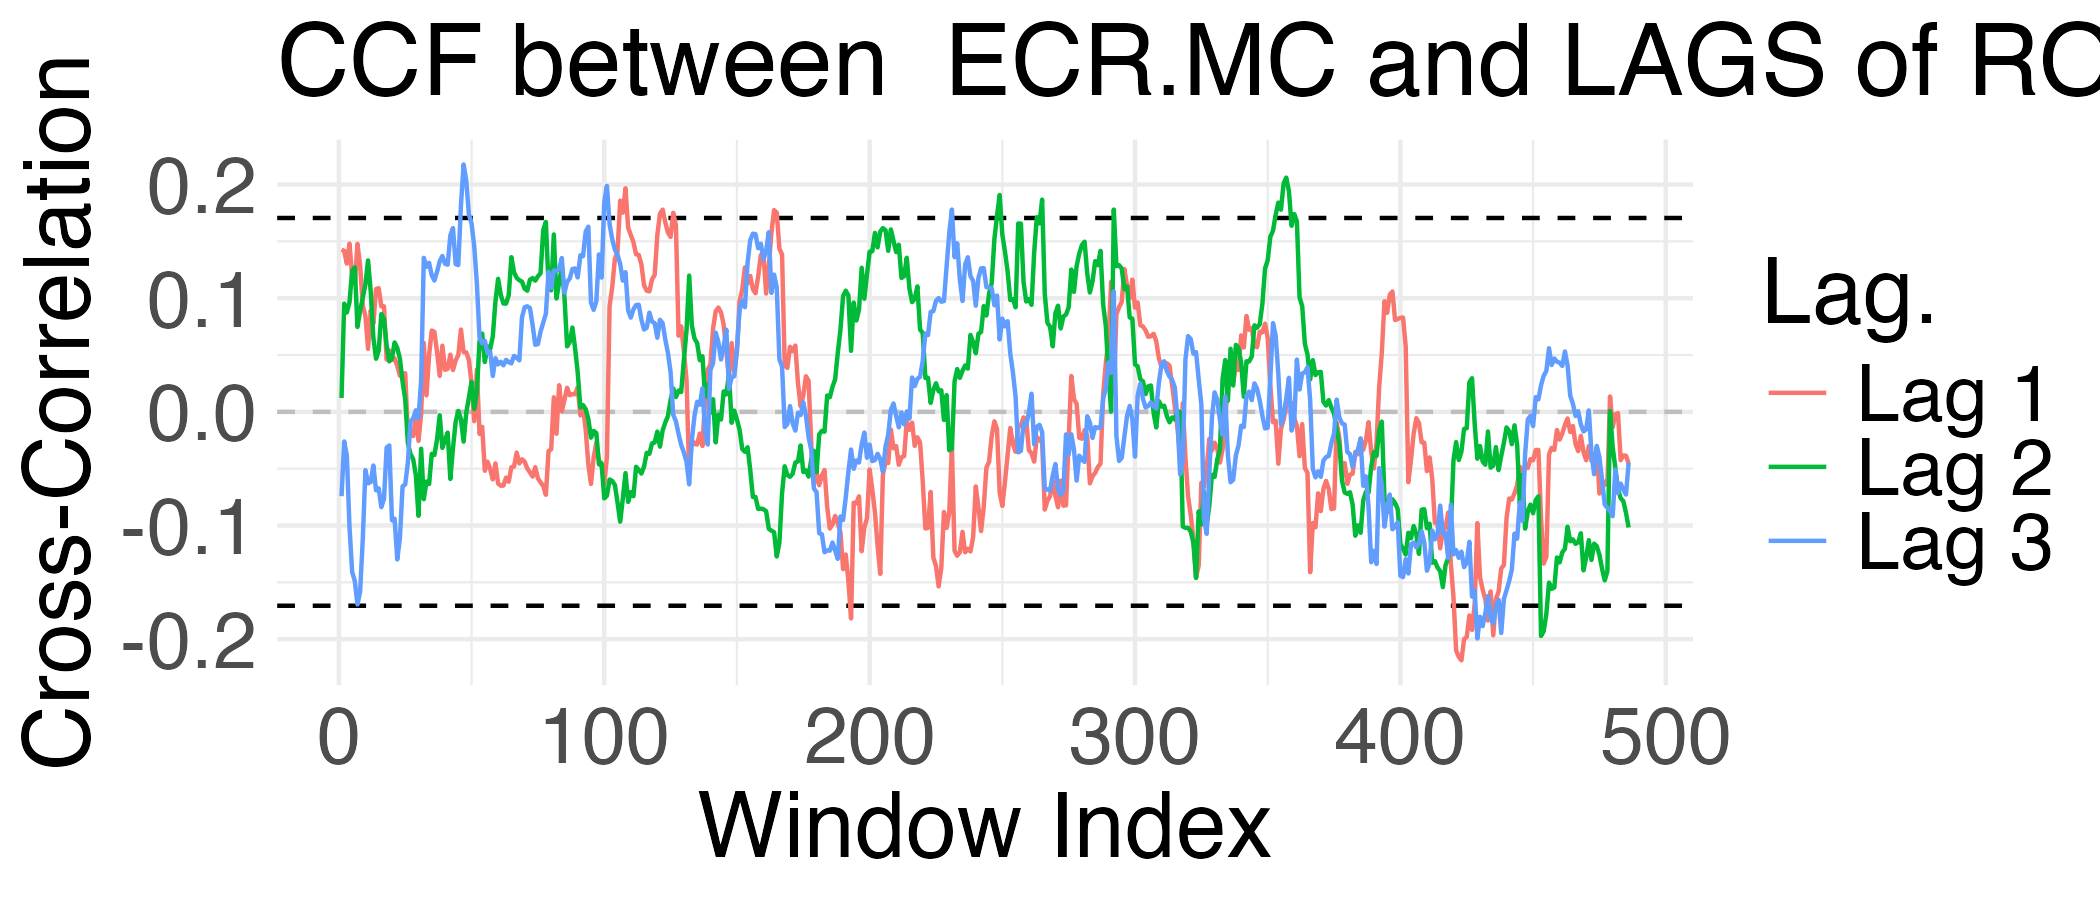 CCF between  ECR.MC and LAGS of RO
Cross-Correlation
0.2
0.1
0.0
-0.1
-0.2
0 100 200 300 400 500
Window Index
Lag.
Lag 1
Lag 2
Lag 3